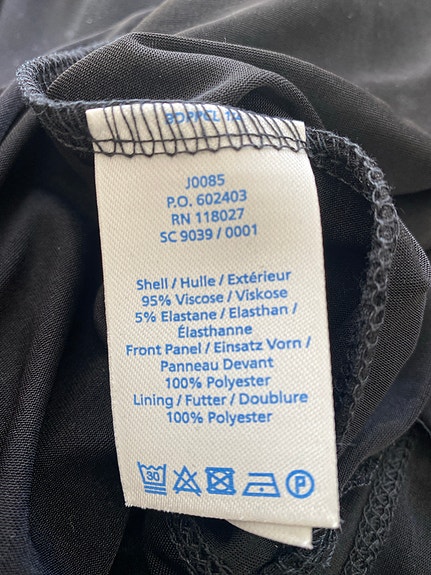 J0085
P.O. 602403
RN 118027
SC 9039 / 0001
Shell / Hulle / Extérieur
95% Viscose / Viskose
5% Elastane / Elasthan /
Élasthanne
Front Panel / Einsatz Vorn /
Panneau Devant
100% Polyester
Lining / Futter / Doublure
100% Polyester
30 P